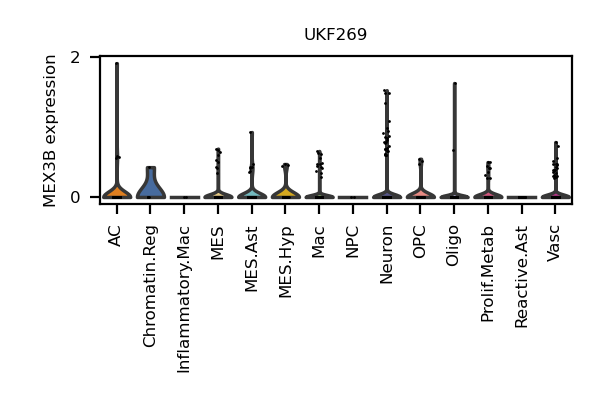 UKF269
MEX3B expression
2
0
AC
Chromatin.Reg
Inflammatory.Mac
MES
MES.Ast
MES.Hyp
Mac
NPC
Neuron
OPC
Oligo
Prolif.Metab
Reactive.Ast
Vasc